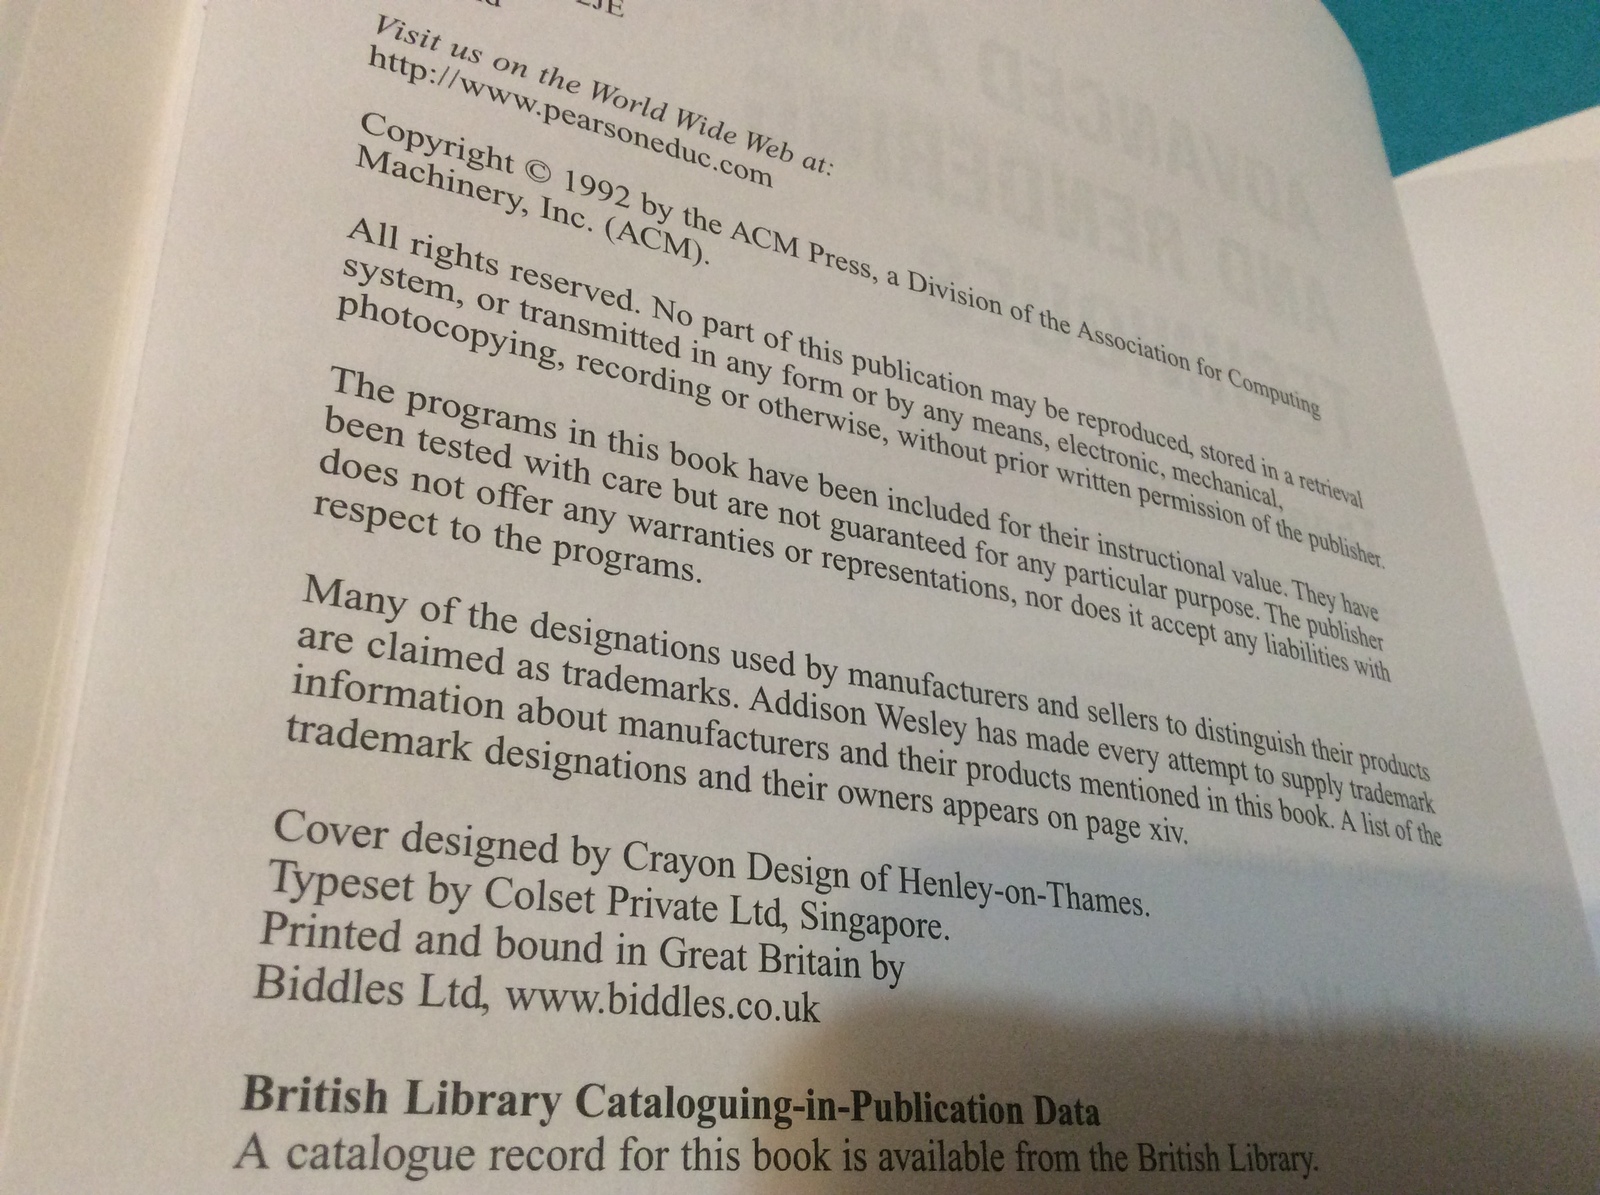 Visit us on the World Wide Web at:
http://www.pearsoneduc.com
Copyright © 1992 by the ACM Press, a Division of the Association for Computing
Machinery, Inc. (ACM).
All rights reserved. No part of this publication may be reproduced, stored in a retrieval
system, or transmitted in any form or by any means, electronic, mechanical,
photocopying, recording or otherwise, without prior written permission of the publisher.
The programs in this book have been included for their instructional value. They have
been tested with care but are not guaranteed for any particular purpose. The publisher
does not offer any warranties or representations, nor does it accept any liabilities with
respect to the programs.
Many of the designations used by manufacturers and sellers to distinguish their products
are claimed as trademarks. Addison Wesley has made every attempt to supply trademark
information about manufacturers and their products mentioned in this book. A list of the
trademark designations and their owners appears on page xiv.
Cover designed by Crayon Design of Henley-on-Thames.
Typeset by Colset Private Ltd, Singapore.
Printed and bound in Great Britain by
Biddles Ltd, www.biddles.co.uk
British Library Cataloguing-in-Publication Data
A catalogue record for this book is available from the British Library.